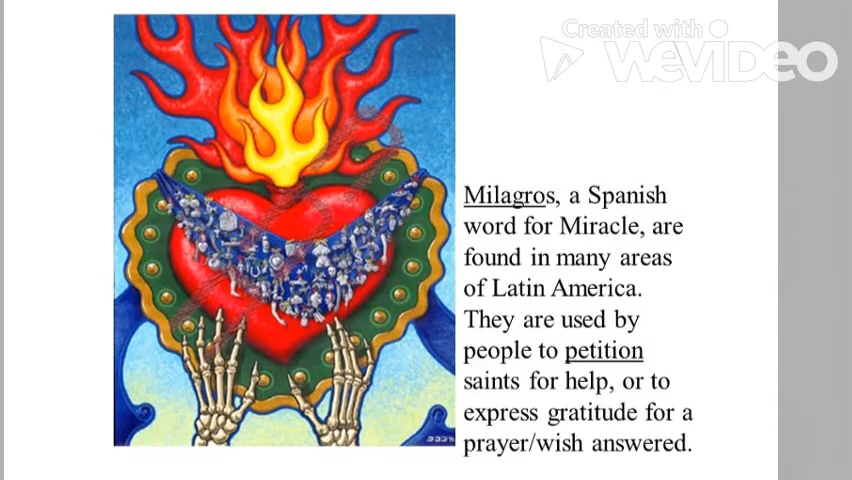 Created with
WEVIDEO
Milagros, a Spanish
word for Miracle, are
found in many areas
of Latin America.
They are used by
people to petition
saints for help, or to
express gratitude for a
prayer/wish answered.